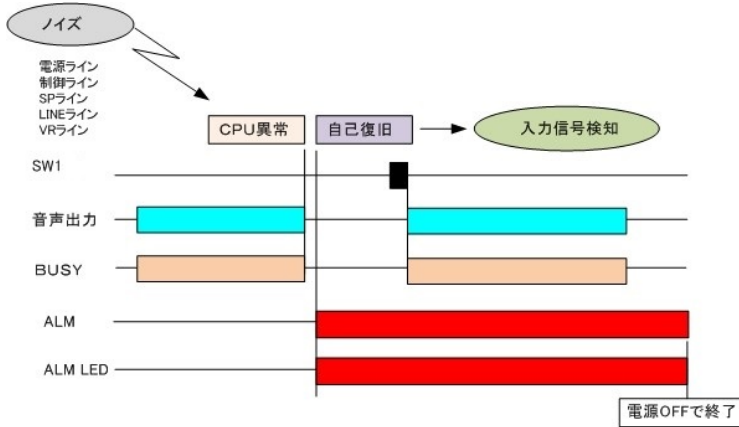 ノイズ
電源ライン
制御ライン
SPライン
LINEライン
VRライン
CPU異常
自己復旧
入力信号検知
SW1
音声出力
BUSY
ALM
ALM LED
電源OFFで終了